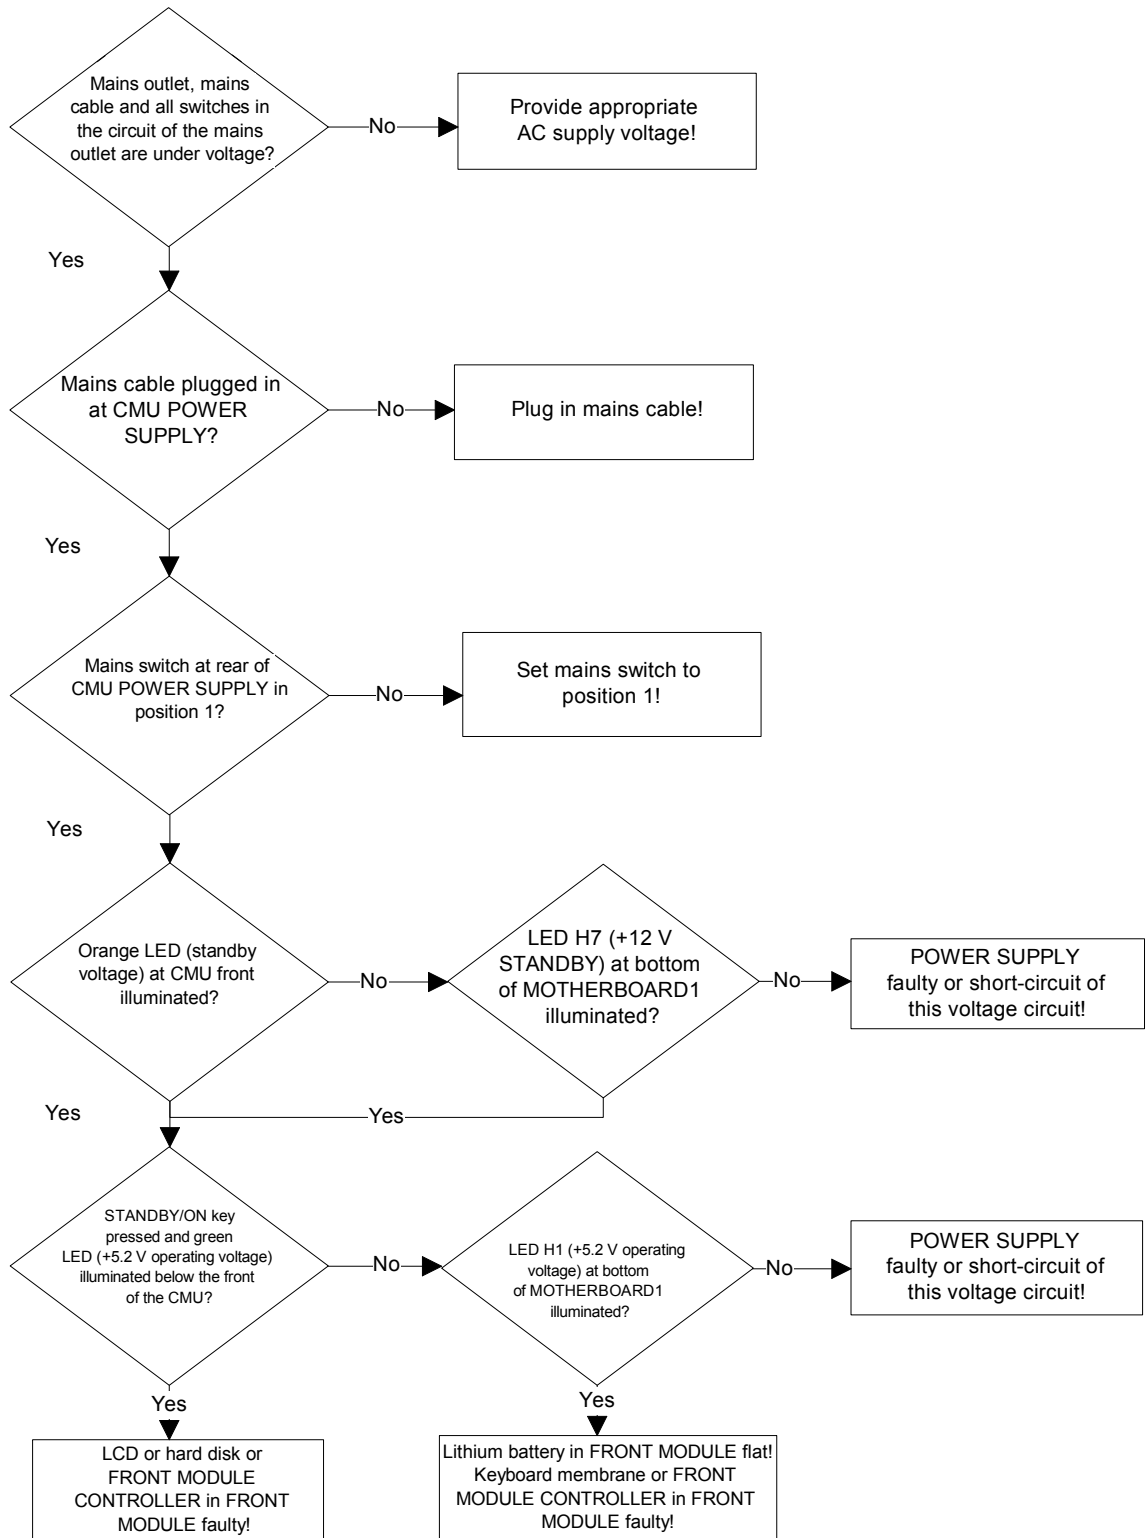 Mains outlet, mains
cable and all switches in
the circuit of the mains
outlet are under voltage?
No
Provide appropriate
AC supply voltage!
Yes
Mains cable plugged in
at CMU POWER
SUPPLY?
No
Plug in mains cable!
Yes
Mains switch at rear of
CMU POWER SUPPLY in
position 1?
No
Set mains switch to
position 1!
Yes
Orange LED (standby
voltage) at CMU front
illuminated?
No
LED H7 (+12 V
STANDBY) at bottom
of MOTHERBOARD1
illuminated?
No
POWER SUPPLY
faulty or short-circuit of
this voltage circuit!
Yes
Yes
STANDBY/ON key
pressed and green
LED (+5.2 V operating voltage)
illuminated below the front
of the CMU?
No
LED H1 (+5.2 V operating
voltage) at bottom
of MOTHERBOARD1
illuminated?
No
POWER SUPPLY
faulty or short-circuit of
this voltage circuit!
Yes
Yes
LCD or hard disk or
FRONT MODULE
CONTROLLER in FRONT
MODULE faulty!
Lithium battery in FRONT MODULE flat!
Keyboard membrane or FRONT
MODULE CONTROLLER in FRONT
MODULE faulty!